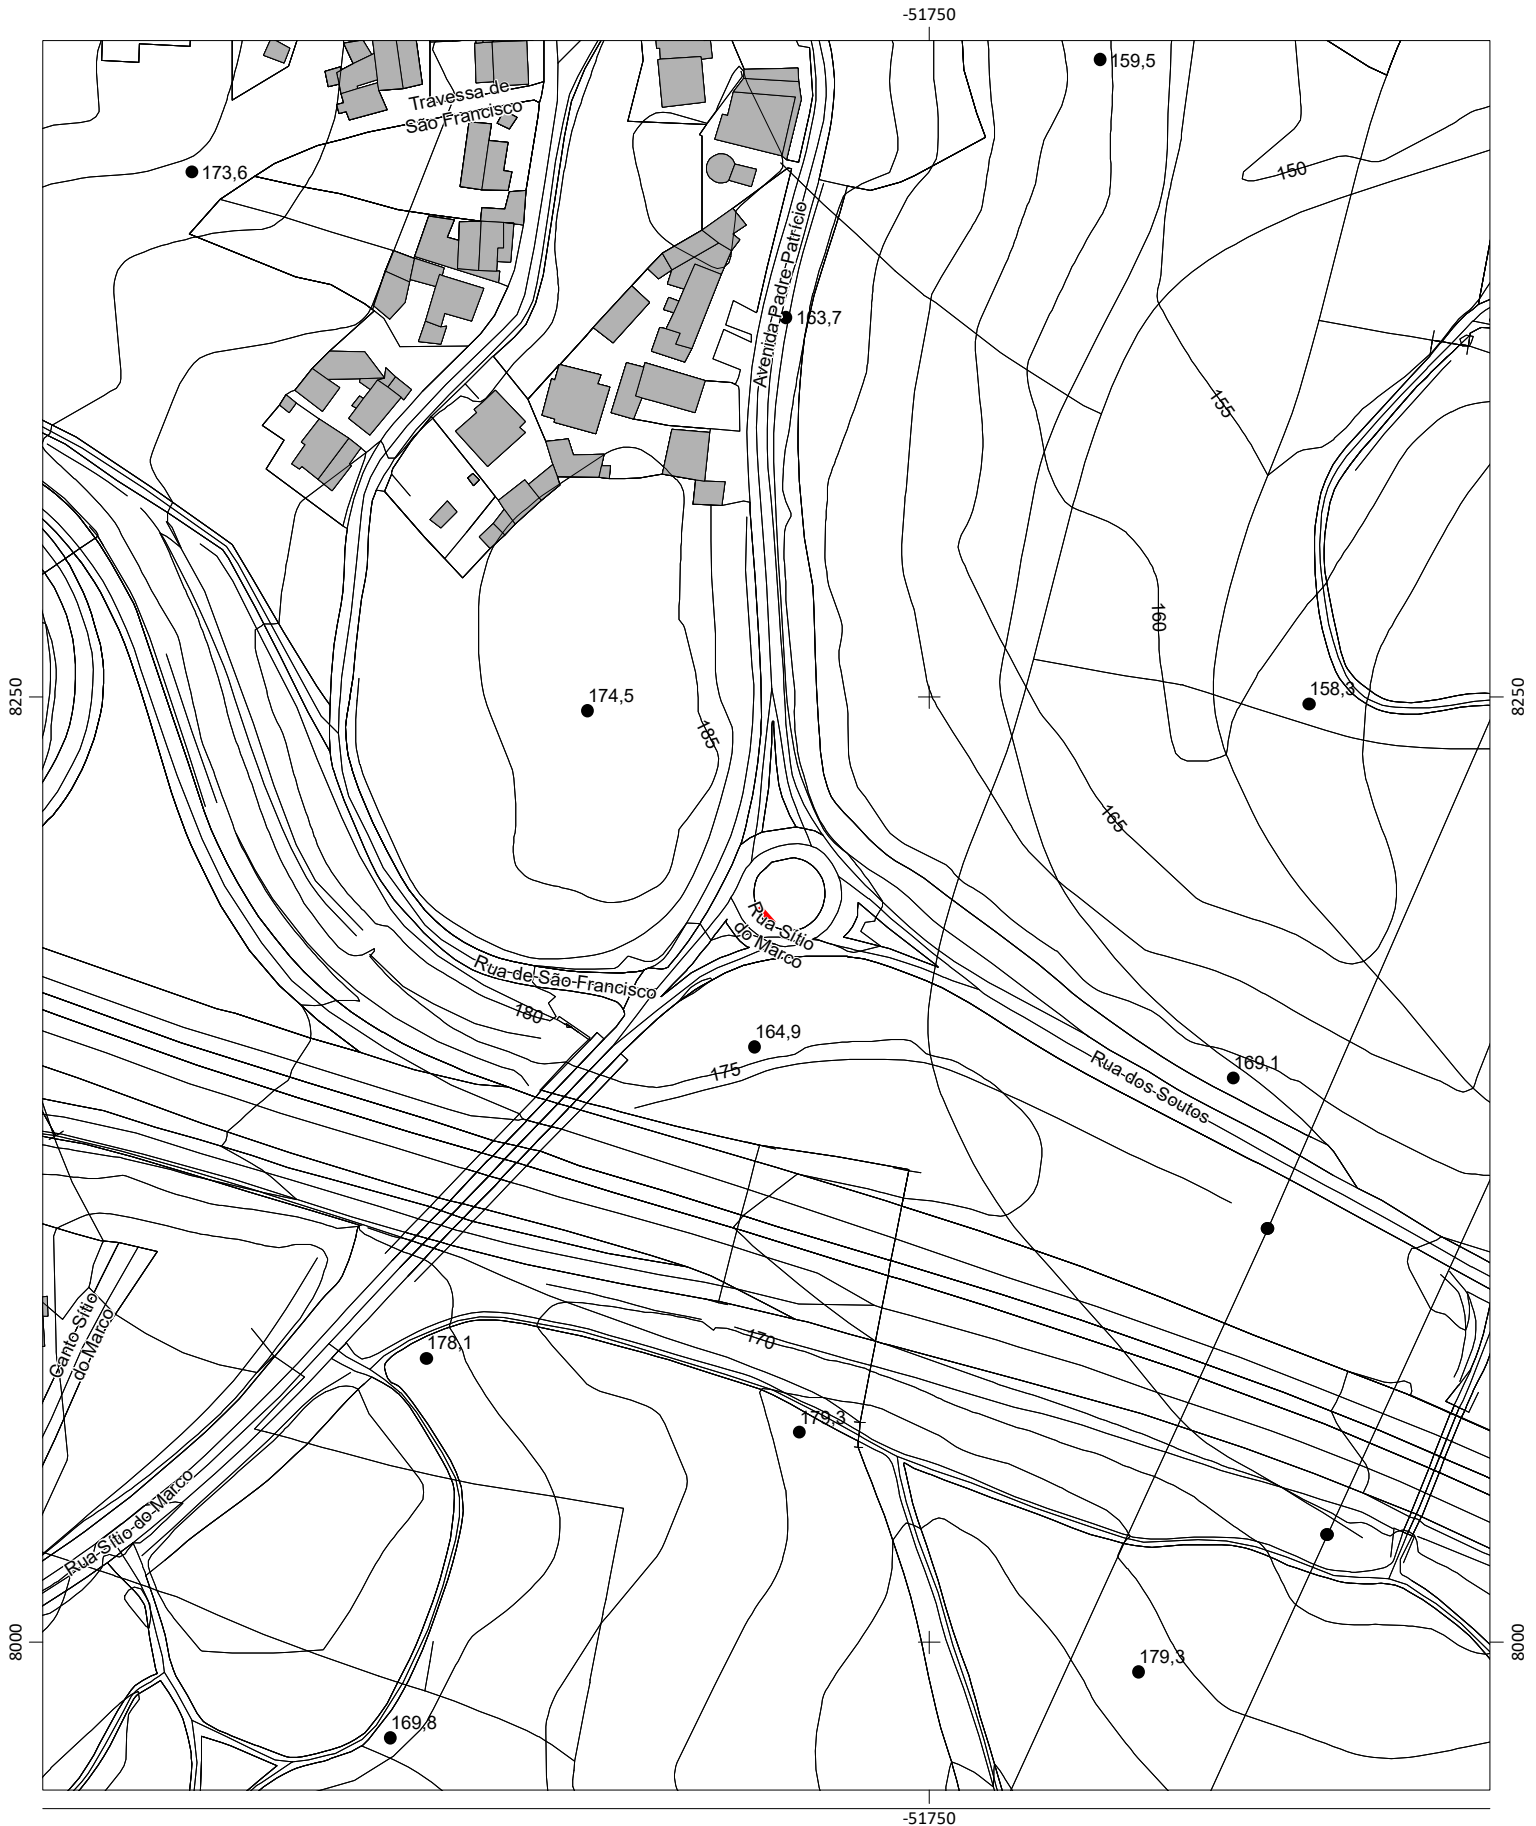 -51750
159,5
Travessa de
São Francisco
173,6
150
Avenida Padre Patrício
163,7
155
160
8250
8250
174,5
158,3
185
165
Rua Sítio
do Marco
Rua de São Francisco
180
164,9
175
Rua dos Soutos
169,1
Canto Sítio
do Marco
178,1
170
179,3
Rua Sítio do Marco
8000
8000
179,3
169,8
-51750